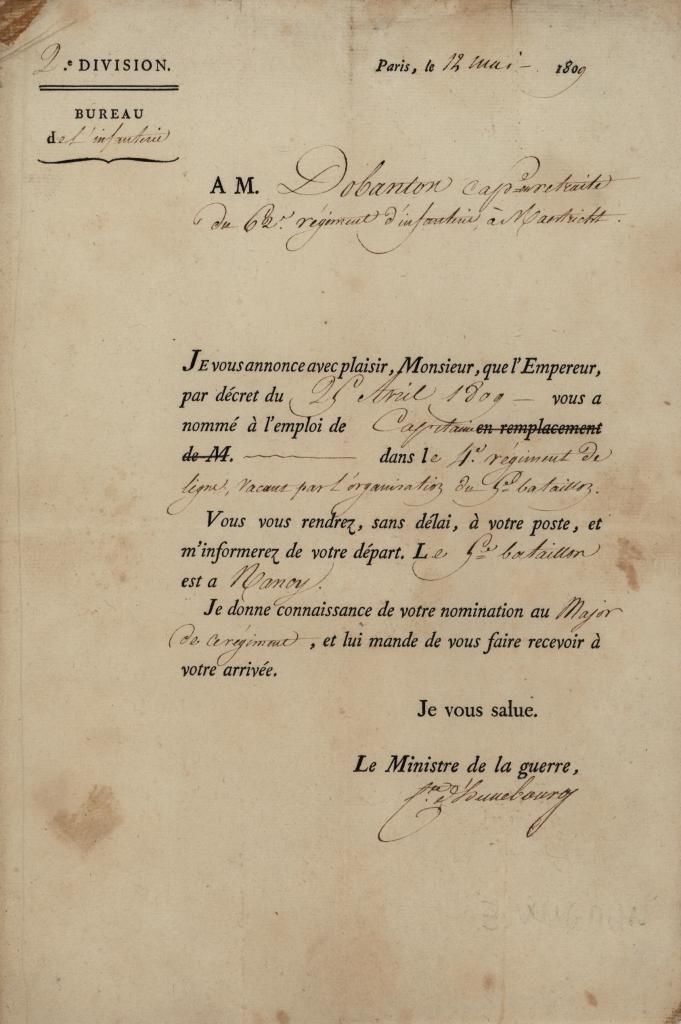 2.e DIVISION.
BUREAU
de l'infanterie
Paris, le 12 mai 1809
A M. Dobanton cap.ne en retraite
du 62.e régiment d'infanterie, à Maestricht.
JE vous annonce avec plaisir, Monsieur, que l'Empereur,
par décret du 25 Avril 1809 — vous a
nommé à l'emploi de Capitaine en remplacement
de M. dans le 4.e régiment de
ligne, vacant par l'organisation du 5.e bataillon.
Vous vous rendrez, sans délai, à votre poste, et
m'informerez de votre départ. Le 5.e bataillon
est a Nancy.
Je donne connaissance de votre nomination au Major
de ce régiment, et lui mande de vous faire recevoir à
votre arrivée.
Je vous salue.
Le Ministre de la guerre,
d'hunebourg